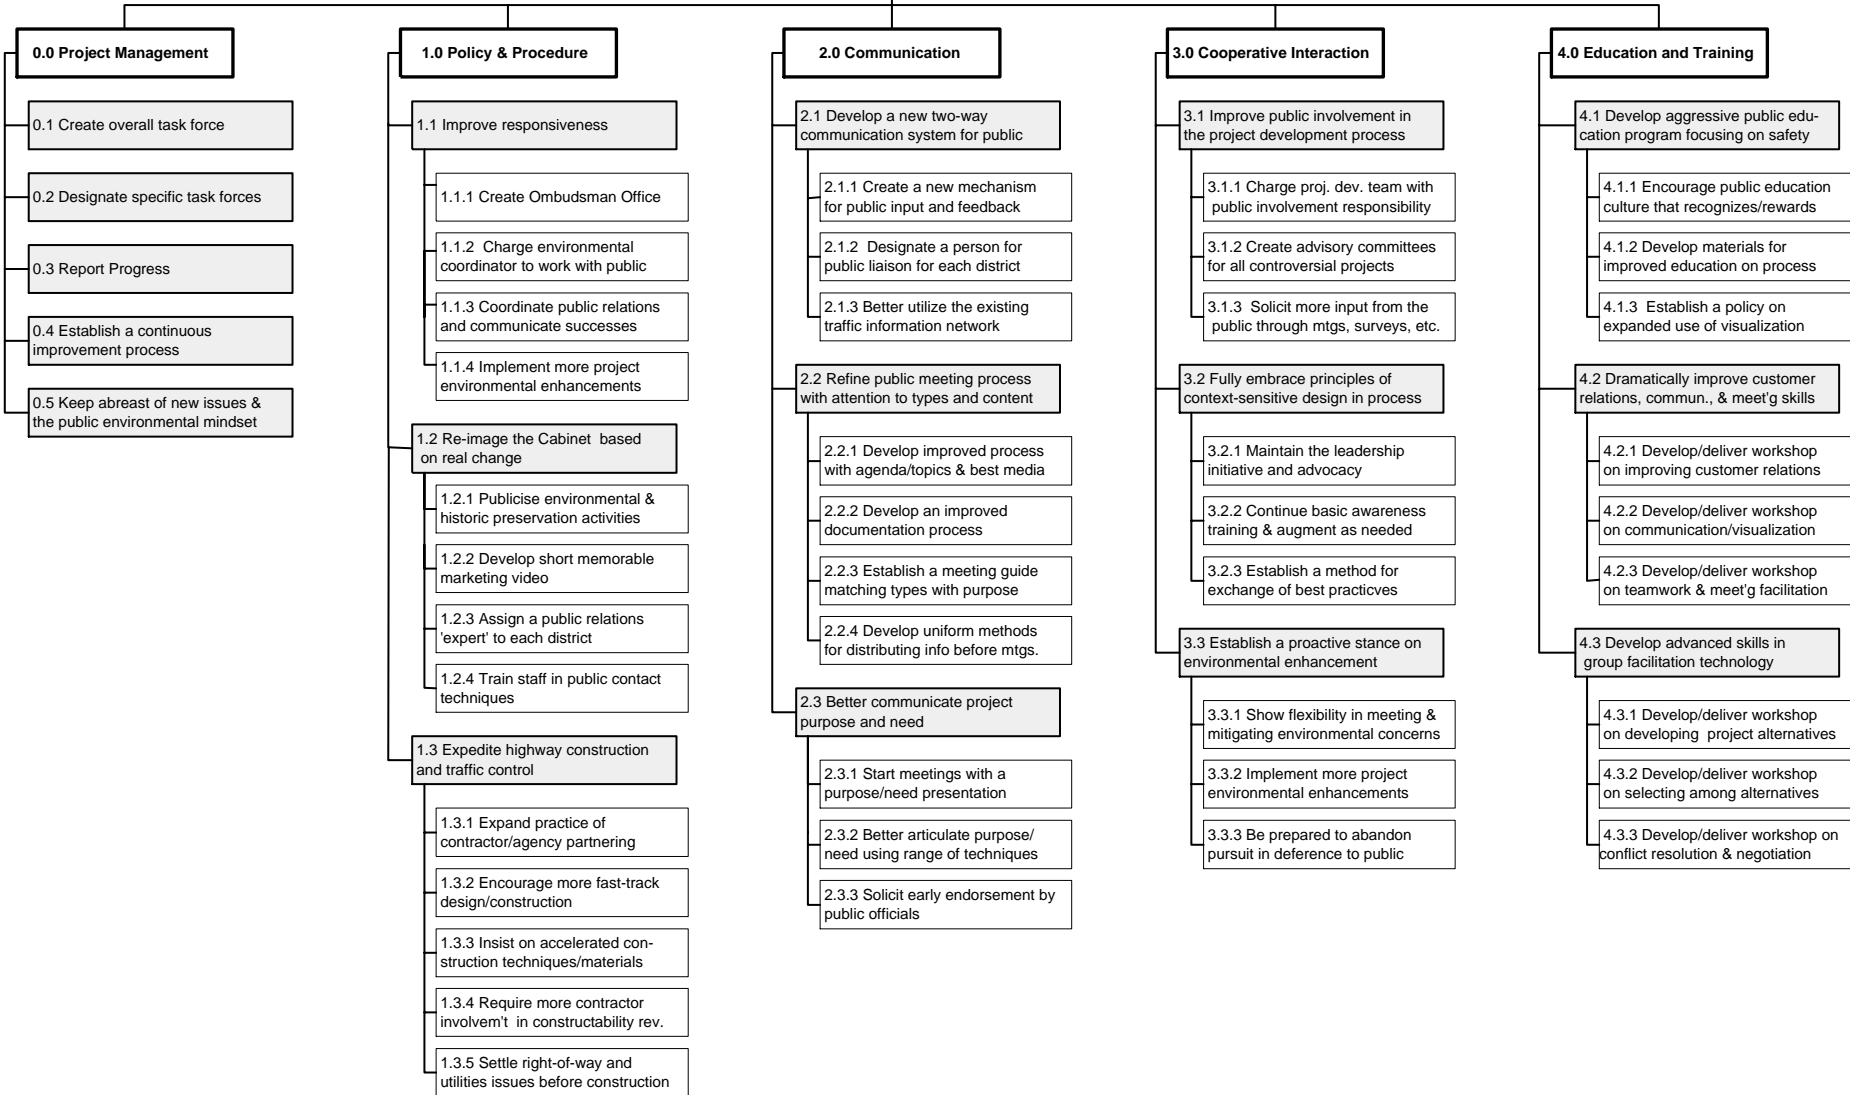 0.0 Project Management
0.1 Create overall task force
0.2 Designate specific task forces
0.3 Report Progress
0.4 Establish a continuous
improvement process
0.5 Keep abreast of new issues &
the public environmental mindset
1.0 Policy & Procedure
1.1 Improve responsiveness
1.1.1 Create Ombudsman Office
1.1.2 Charge environmental
coordinator to work with public
1.1.3 Coordinate public relations
and communicate successes
1.1.4 Implement more project
environmental enhancements
1.2 Re-image the Cabinet based
on real change
1.2.1 Publicise environmental &
historic preservation activities
1.2.2 Develop short memorable
marketing video
1.2.3 Assign a public relations
'expert' to each district
1.2.4 Train staff in public contact
techniques
1.3 Expedite highway construction
and traffic control
1.3.1 Expand practice of
contractor/agency partnering
1.3.2 Encourage more fast-track
design/construction
1.3.3 Insist on accelerated con-
struction techniques/materials
1.3.4 Require more contractor
involvem't in constructability rev.
1.3.5 Settle right-of-way and
utilities issues before construction
2.0 Communication
2.1 Develop a new two-way
communication system for public
2.1.1 Create a new mechanism
for public input and feedback
2.1.2 Designate a person for
public liaison for each district
2.1.3 Better utilize the existing
traffic information network
2.2 Refine public meeting process
with attention to types and content
2.2.1 Develop improved process
with agenda/topics & best media
2.2.2 Develop an improved
documentation process
2.2.3 Establish a meeting guide
matching types with purpose
2.2.4 Develop uniform methods
for distributing info before mtgs.
2.3 Better communicate project
purpose and need
2.3.1 Start meetings with a
purpose/need presentation
2.3.2 Better articulate purpose/
need using range of techniques
2.3.3 Solicit early endorsement by
public officials
3.0 Cooperative Interaction
3.1 Improve public involvement in
the project development process
3.1.1 Charge proj. dev. team with
public involvement responsibility
3.1.2 Create advisory committees
for all controversial projects
3.1.3 Solicit more input from the
public through mtgs, surveys, etc.
3.2 Fully embrace principles of
context-sensitive design in process
3.2.1 Maintain the leadership
initiative and advocacy
3.2.2 Continue basic awareness
training & augment as needed
3.2.3 Establish a method for
exchange of best practicves
3.3 Establish a proactive stance on
environmental enhancement
3.3.1 Show flexibility in meeting &
mitigating environmental concerns
3.3.2 Implement more project
environmental enhancements
3.3.3 Be prepared to abandon
pursuit in deference to public
4.0 Education and Training
4.1 Develop aggressive public edu-
cation program focusing on safety
4.1.1 Encourage public education
culture that recognizes/rewards
4.1.2 Develop materials for
improved education on process
4.1.3 Establish a policy on
expanded use of visualization
4.2 Dramatically improve customer
relations, commun., & meet'g skills
4.2.1 Develop/deliver workshop
on improving customer relations
4.2.2 Develop/deliver workshop
on communication/visualization
4.2.3 Develop/deliver workshop
on teamwork & meet'g facilitation
4.3 Develop advanced skills in
group facilitation technology
4.3.1 Develop/deliver workshop
on developing project alternatives
4.3.2 Develop/deliver workshop
on selecting among alternatives
4.3.3 Develop/deliver workshop on
conflict resolution & negotiation